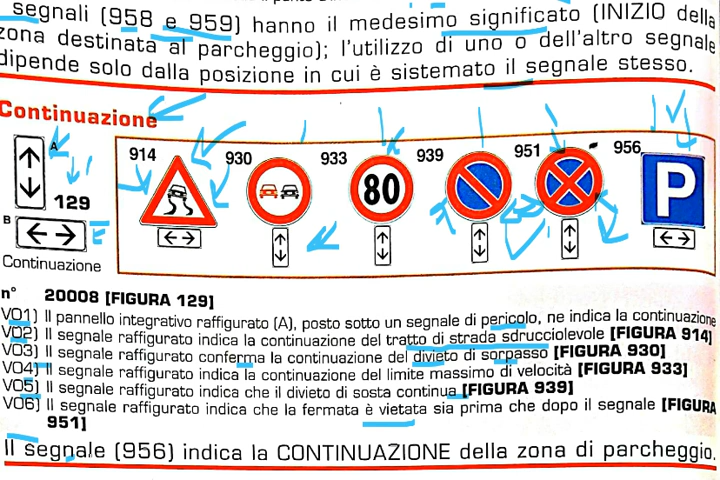 segnali (958 e 959) hanno il medesimo significato (INIZIO della
zona destinata al parcheggio); l'utilizzo di uno o dell'altro segnale
dipende solo dalla posizione in cui è sistemato il segnale stesso.
Continuazione
A
129
B
Continuazione
914
930
933
80
939
951
956
P
n° 20008 [FIGURA 129]
V01) Il pannello integrativo raffigurato (A), posto sotto un segnale di pericolo, ne indica la continuazione
V02) Il segnale raffigurato indica la continuazione del tratto di strada sdrucciolevole [FIGURA 914]
V03) Il segnale raffigurato conferma la continuazione del divieto di sorpasso [FIGURA 930]
V04) Il segnale raffigurato indica la continuazione del limite massimo di velocità [FIGURA 933]
V05) Il segnale raffigurato indica che il divieto di sosta continua [FIGURA 939]
V06) Il segnale raffigurato indica che la fermata è vietata sia prima che dopo il segnale [FIGURA
951]
Il segnale (956) indica la CONTINUAZIONE della zona di parcheggio.